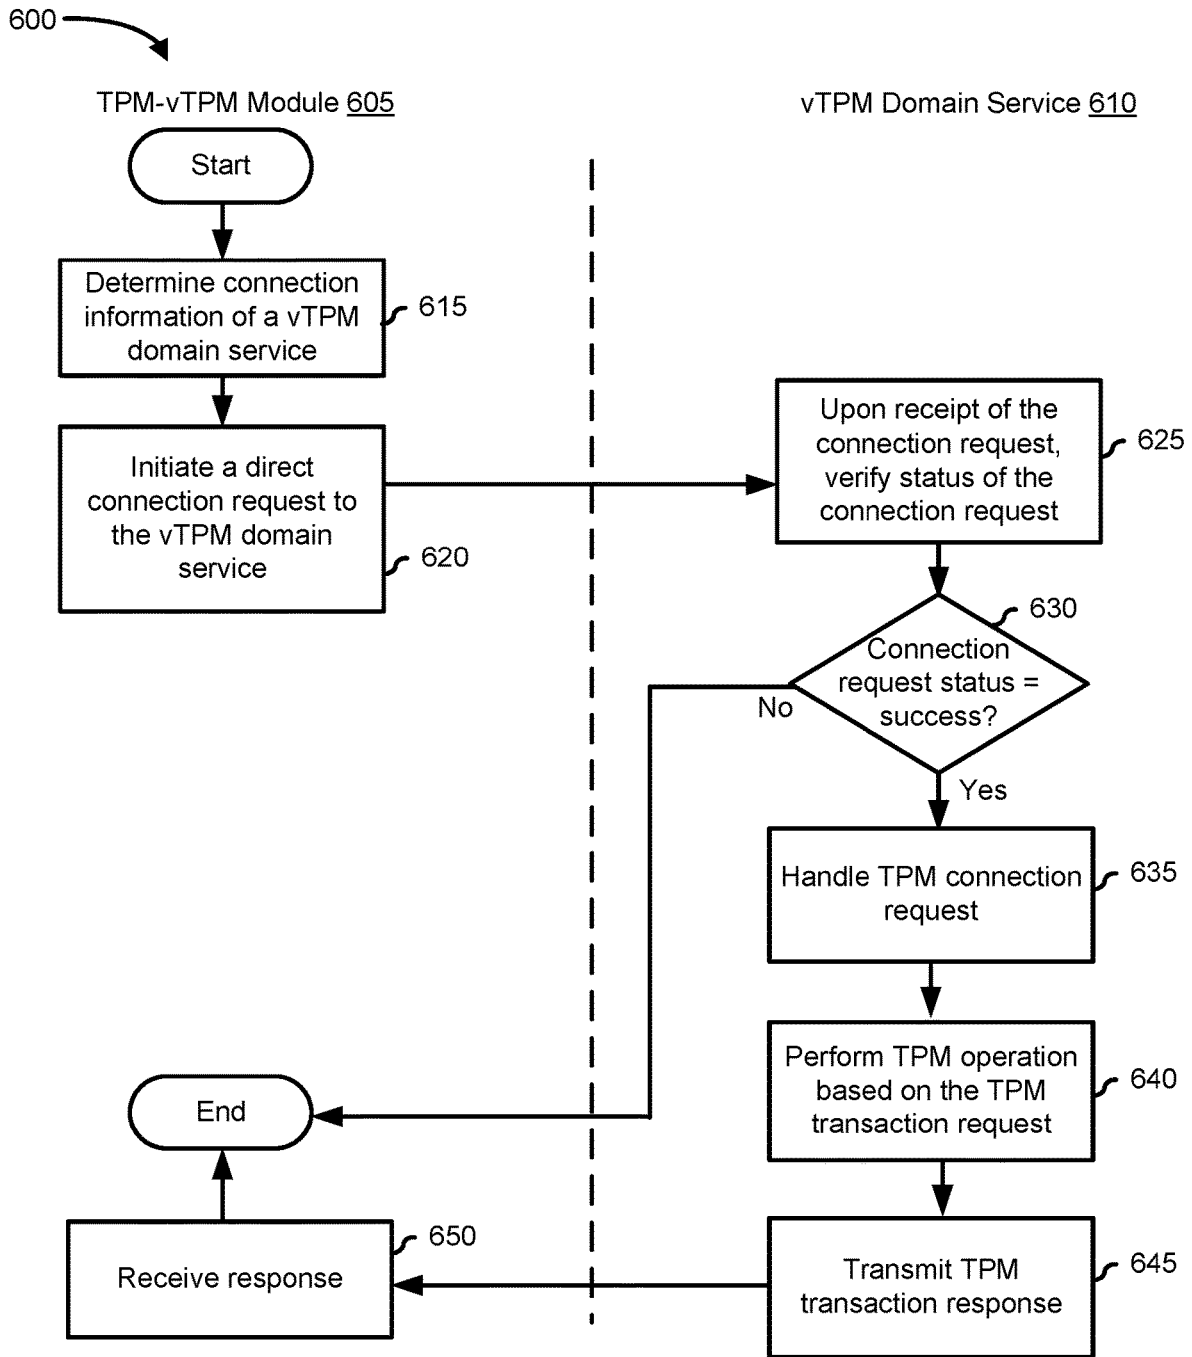 600
TPM-vTPM Module 605
vTPM Domain Service 610
Start
Determine connection
information of a vTPM
domain service
615
Initiate a direct
connection request to
the vTPM domain
service
620
Upon receipt of the
connection request,
verify status of the
connection request
625
630
Connection
request status =
success?
No
Yes
Handle TPM connection
request
635
Perform TPM operation
based on the TPM
transaction request
640
End
Transmit TPM
transaction response
645
Receive response
650